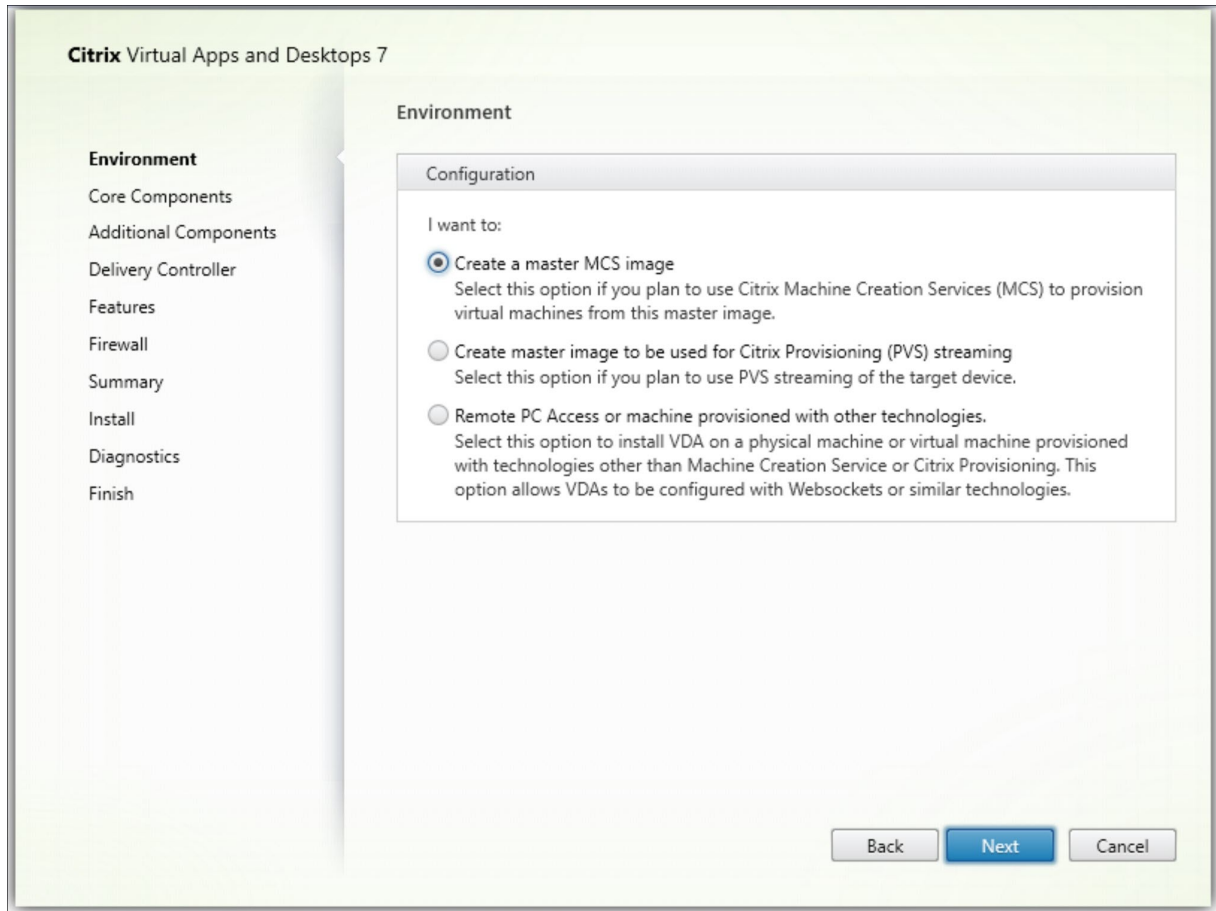 Citrix Virtual Apps and Desktops 7
Environment
Core Components
Additional Components
Delivery Controller
Features
Firewall
Summary
Install
Diagnostics
Finish
Environment
Configuration
I want to:
Create a master MCS image
Select this option if you plan to use Citrix Machine Creation Services (MCS) to provision
virtual machines from this master image.
Create master image to be used for Citrix Provisioning (PVS) streaming
Select this option if you plan to use PVS streaming of the target device.
Remote PC Access or machine provisioned with other technologies.
Select this option to install VDA on a physical machine or virtual machine provisioned
with technologies other than Machine Creation Service or Citrix Provisioning. This
option allows VDAs to be configured with Websockets or similar technologies.
Back
Next
Cancel